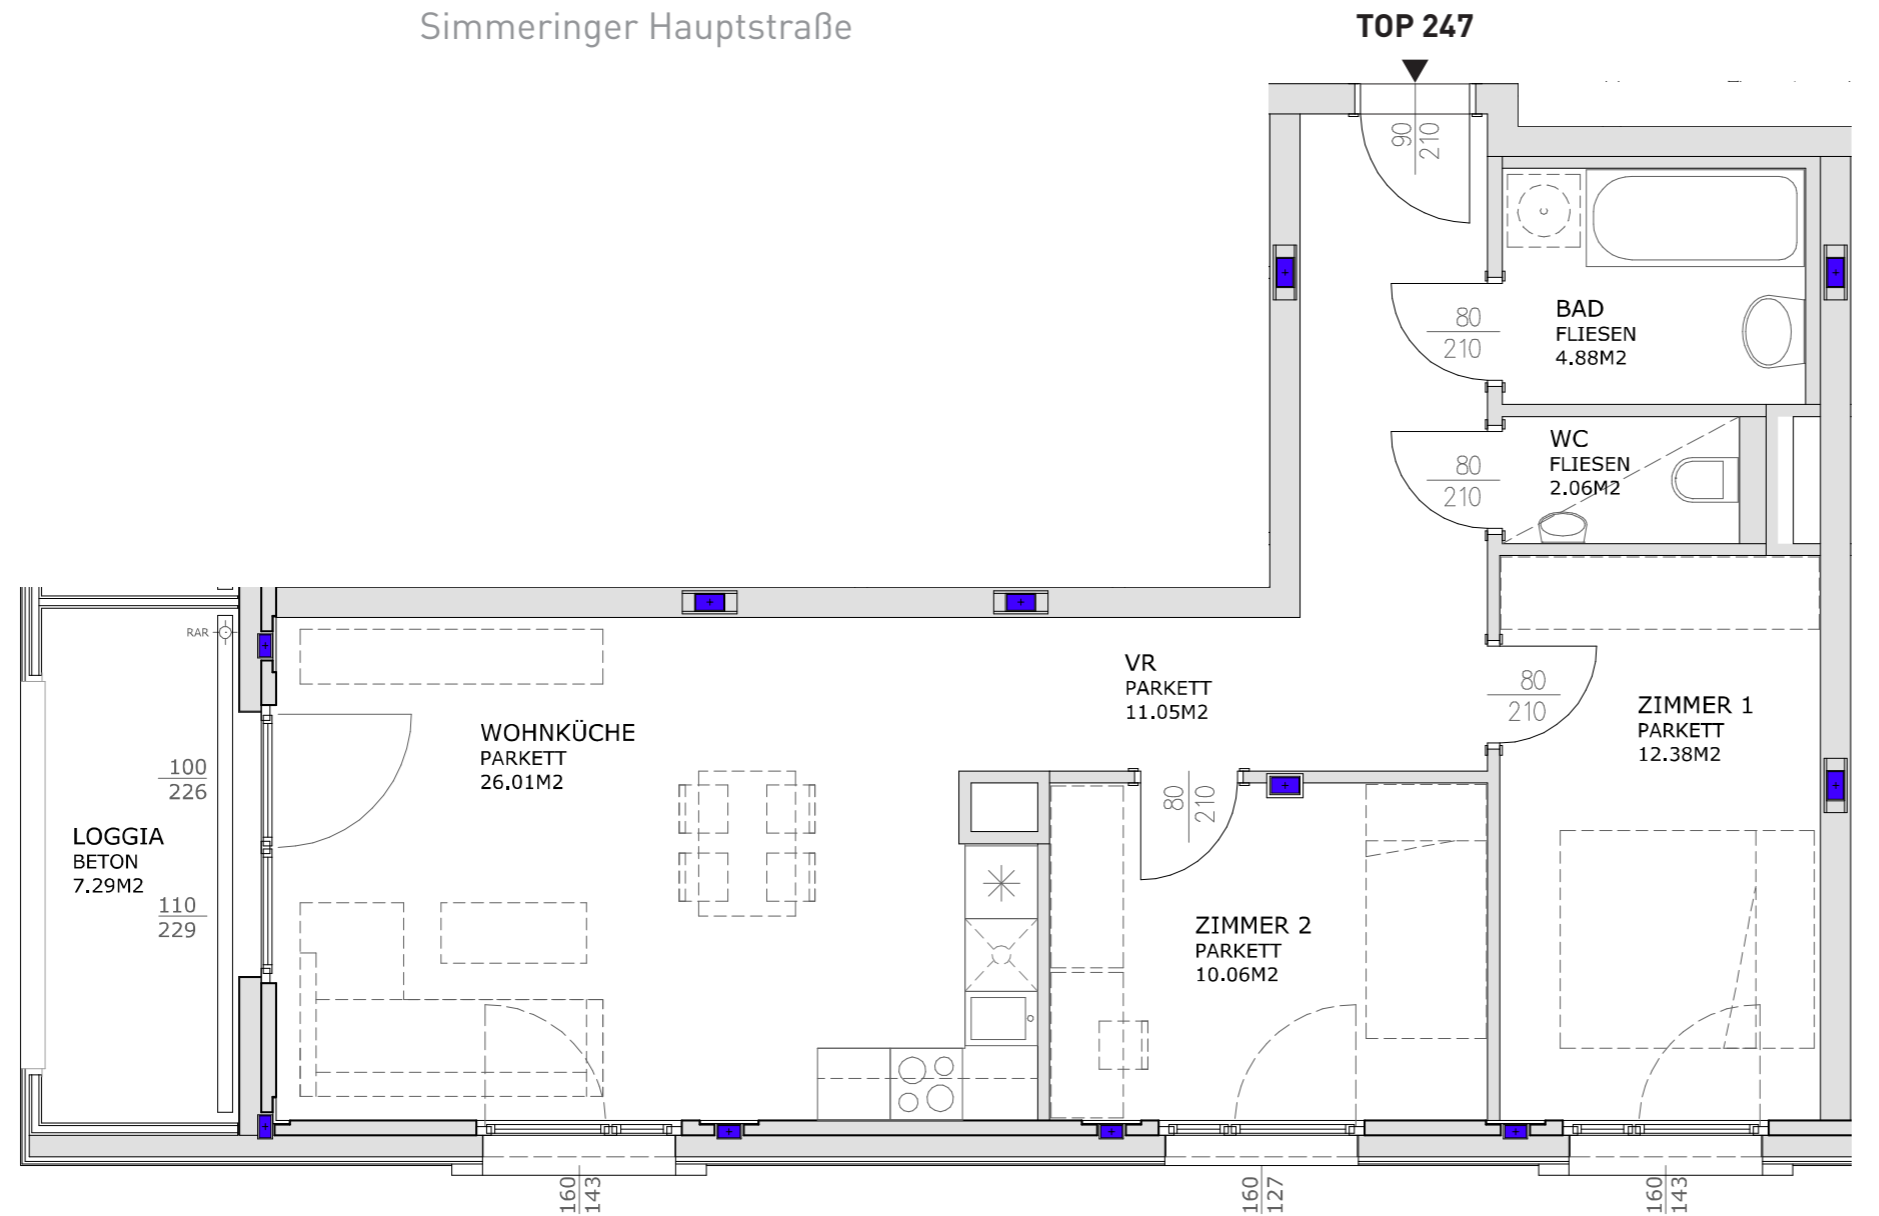 Simmeringer Hauptstraße
TOP 247
90
210
80
210
BAD
FLIESEN
4.88M2
80
210
WC
FLIESEN
2.06M2
RAR
VR
PARKETT
11.05M2
80
210
ZIMMER 1
PARKETT
12.38M2
WOHNKÜCHE
PARKETT
26.01M2
100
226
80
210
LOGGIA
BETON
7.29M2
110
229
ZIMMER 2
PARKETT
10.06M2
160
143
160
127
160
143